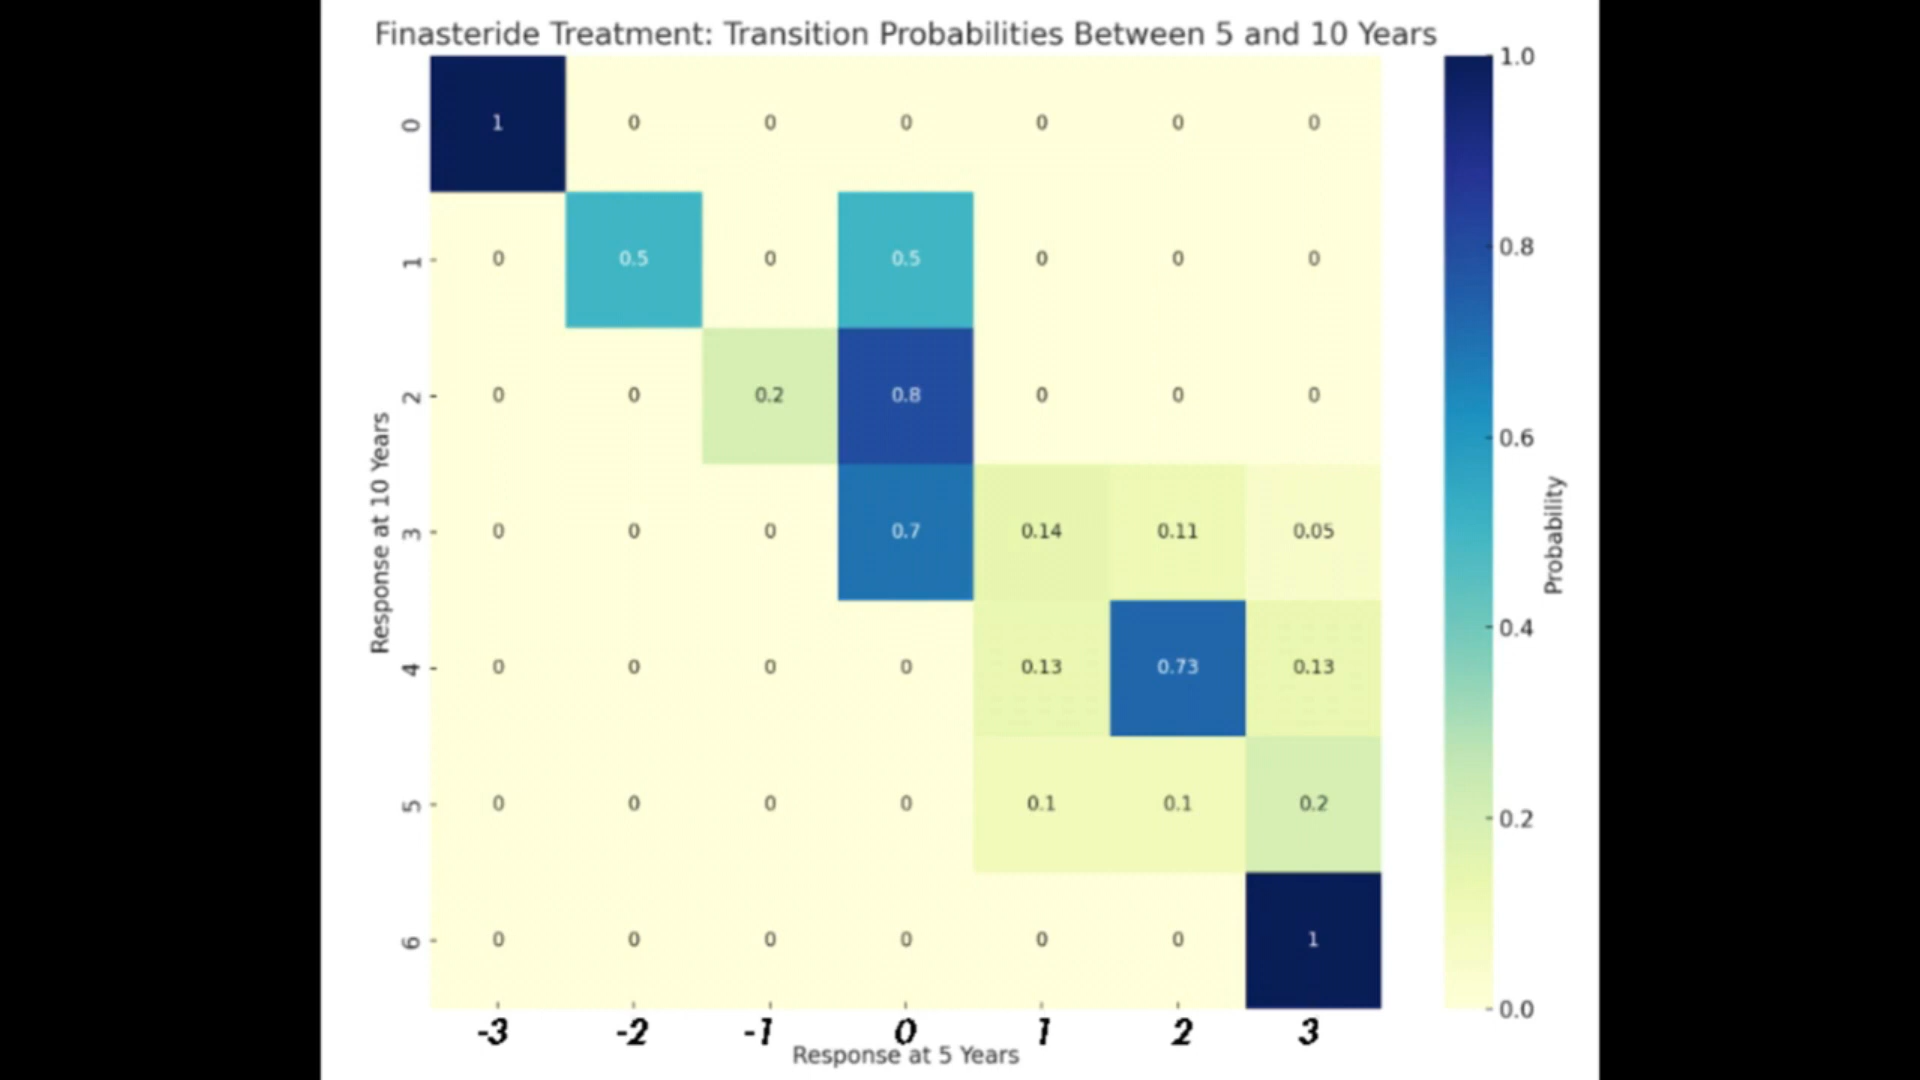 Finasteride Treatment: Transition Probabilities Between 5 and 10 Years
0 1 0 0 0 0 0 0
1 0 0.5 0 0.5 0 0 0
2 0 0 0.2 0.8 0 0 0
3 0 0 0 0.7 0.14 0.11 0.05
4 0 0 0 0 0.13 0.73 0.13
5 0 0 0 0 0.1 0.1 0.2
6 0 0 0 0 0 0 1
-3 -2 -1 0 1 2 3
Response at 5 Years
Response at 10 Years
1.0
0.8
0.6
0.4
0.2
0.0
Probability